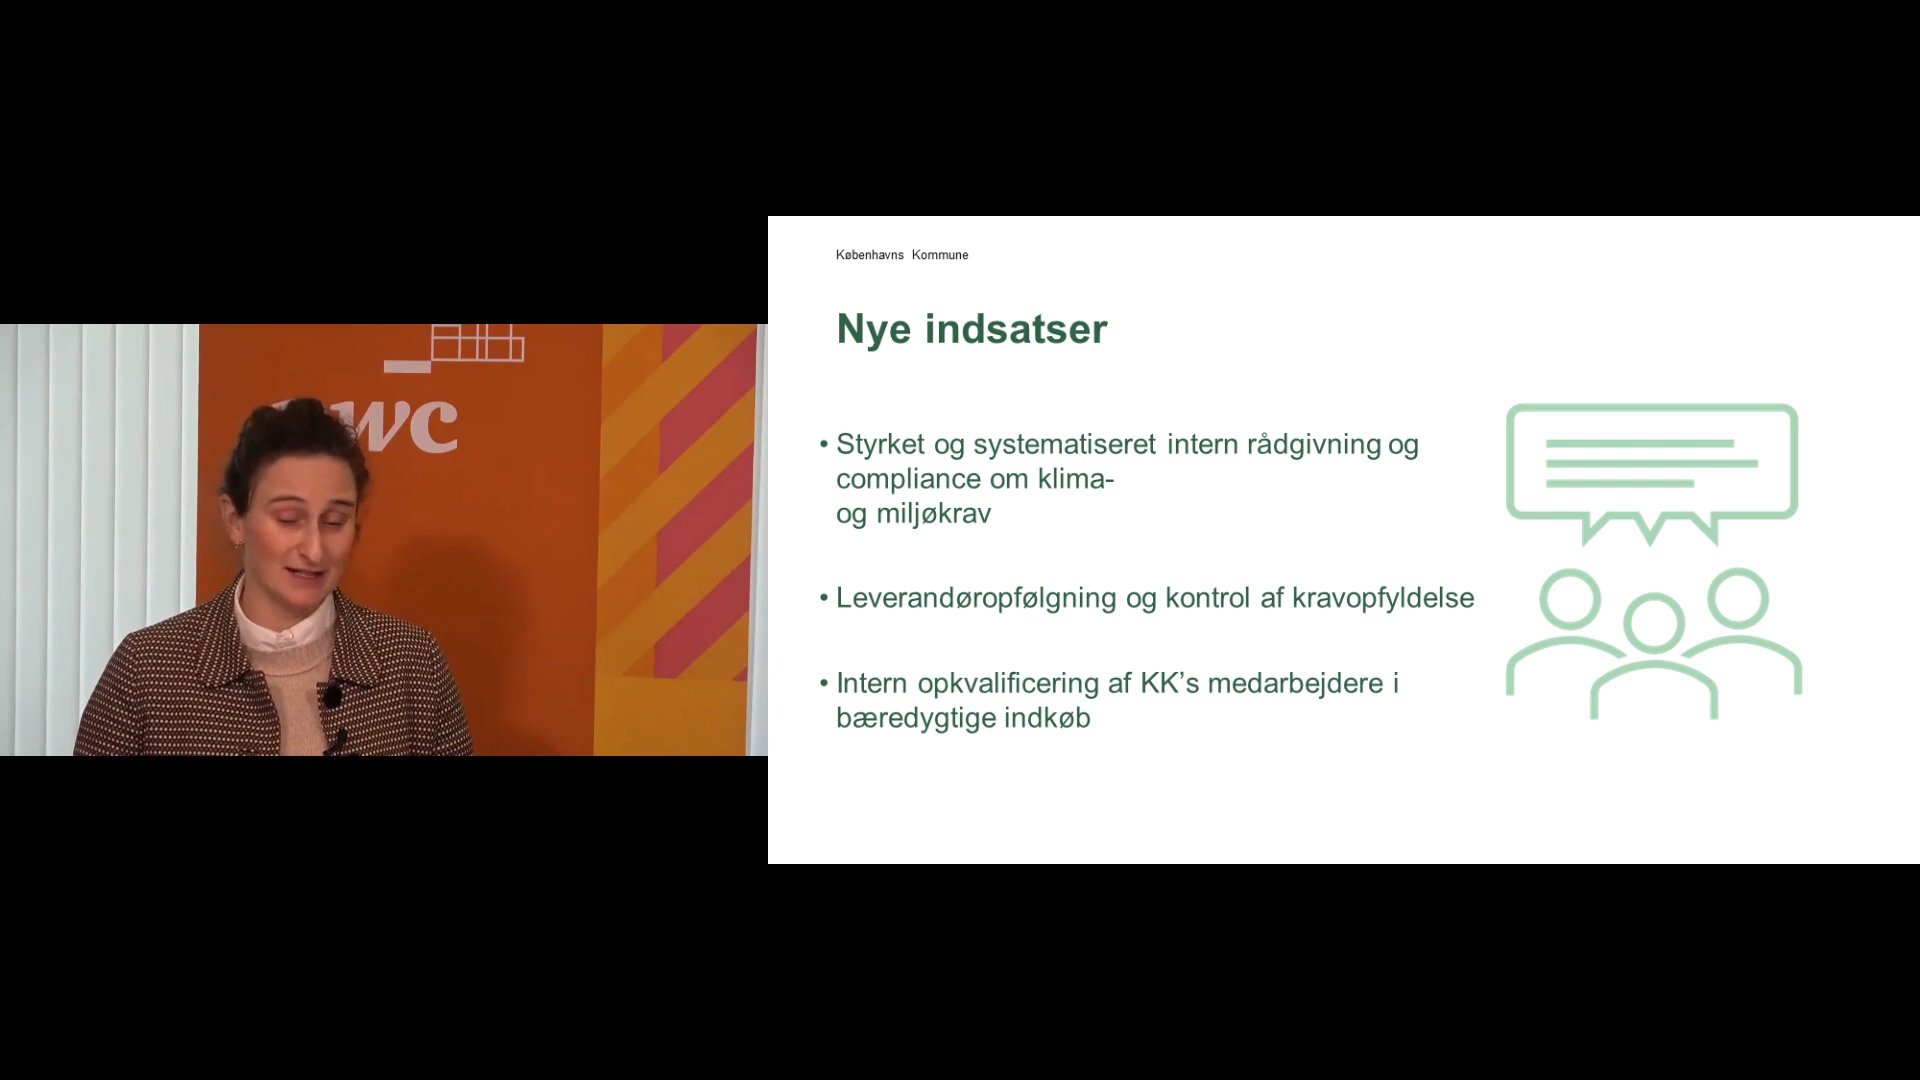 wc
Københavns Kommune
Nye indsatser
• Styrket og systematiseret intern rådgivning og
compliance om klima-
og miljøkrav
• Leverandøropfølgning og kontrol af kravopfyldelse
• Intern opkvalificering af KK’s medarbejdere i
bæredygtige indkøb